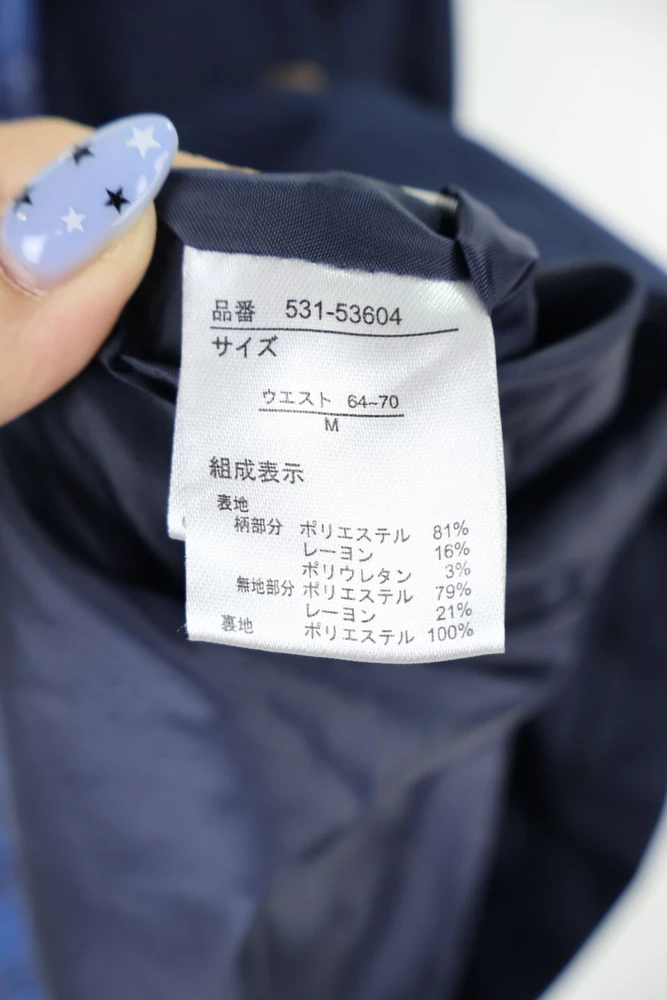 品番 531-53604
サイズ
ウエスト 64~70
M
組成表示
表地
柄部分 ポリエステル 81%
レーヨン 16%
ポリウレタン 3%
無地部分 ポリエステル 79%
レーヨン 21%
裏地 ポリエステル 100%